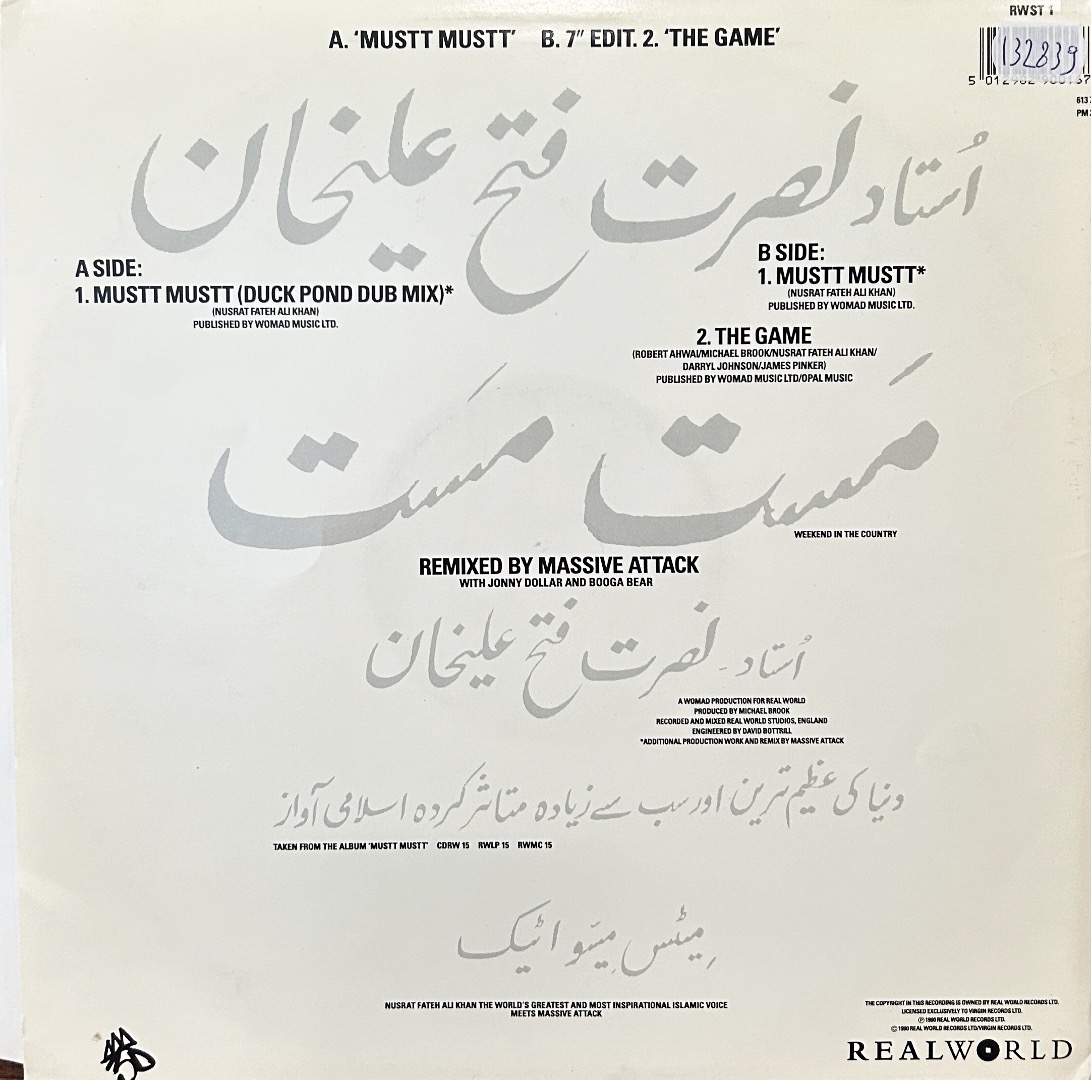 RWST 1
A. ‘MUSTT MUSTT’ B. 7″ EDIT. 2. ‘THE GAME’
132839
613
PM
اُستاد نصرت فتح علیخان
A SIDE:
1. MUSTT MUSTT (DUCK POND DUB MIX)*
(NUSRAT FATEH ALI KHAN)
PUBLISHED BY WOMAD MUSIC LTD.
B SIDE:
1. MUSTT MUSTT*
(NUSRAT FATEH ALI KHAN)
PUBLISHED BY WOMAD MUSIC LTD.
2. THE GAME
(ROBERT AHWAI/MICHAEL BROOK/NUSRAT FATEH ALI KHAN/
DARRYL JOHNSON/JAMES PINKER)
PUBLISHED BY WOMAD MUSIC LTD/OPAL MUSIC
مَست مَست
WEEKEND IN THE COUNTRY
REMIXED BY MASSIVE ATTACK
WITH JONNY DOLLAR AND BOOGA BEAR
اُستاد۔ نصرت فتح علیخان
A WOMAD PRODUCTION FOR REAL WORLD
PRODUCED BY MICHAEL BROOK
RECORDED AND MIXED REAL WORLD STUDIOS, ENGLAND
ENGINEERED BY DAVID BOTTRILL
*ADDITIONAL PRODUCTION WORK AND REMIX BY MASSIVE ATTACK
دنیا کی عظیم ترین اور سب سے زیادہ متاثر کردہ اسلامی آواز
TAKEN FROM THE ALBUM ‘MUSTT MUSTT’ CDRW 15 RWLP 15 RWMC 15
اٹیک
NUSRAT FATEH ALI KHAN THE WORLD'S GREATEST AND MOST INSPIRATIONAL ISLAMIC VOICE
MEETS MASSIVE ATTACK
THE COPYRIGHT IN THIS RECORDING IS OWNED BY REAL WORLD RECORDS LTD.
LICENSED EXCLUSIVELY TO VIRGIN RECORDS LTD.
℗ 1990 REAL WORLD RECORDS LTD.
© 1990 REAL WORLD RECORDS LTD/VIRGIN RECORDS LTD.
REALWORLD